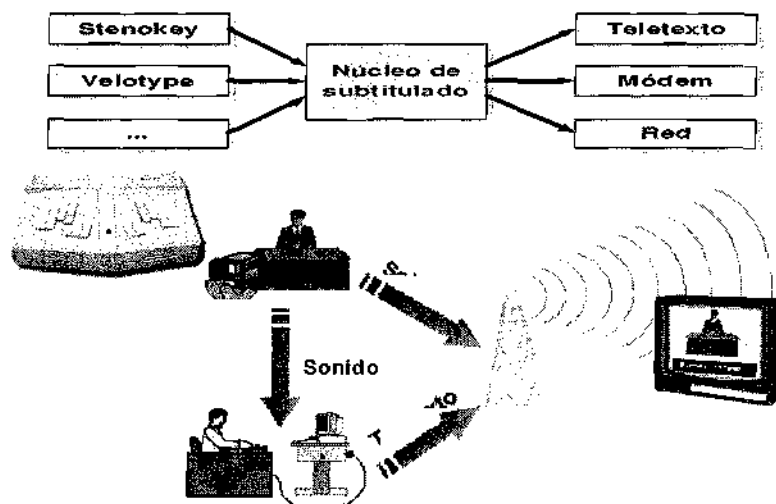 Stenokey
Teletexto
Núcleo de
subtitulado
Velotype
Módem
...
Red
Sonido